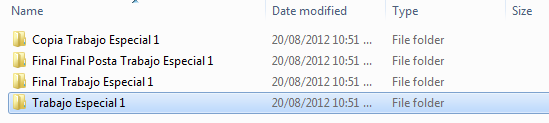 Name Date modified Type Size
Copia Trabajo Especial 1 20/08/2012 10:51 ... File folder
Final Final Posta Trabajo Especial 1 20/08/2012 10:51 ... File folder
Final Trabajo Especial 1 20/08/2012 10:51 ... File folder
Trabajo Especial 1 20/08/2012 10:51 ... File folder